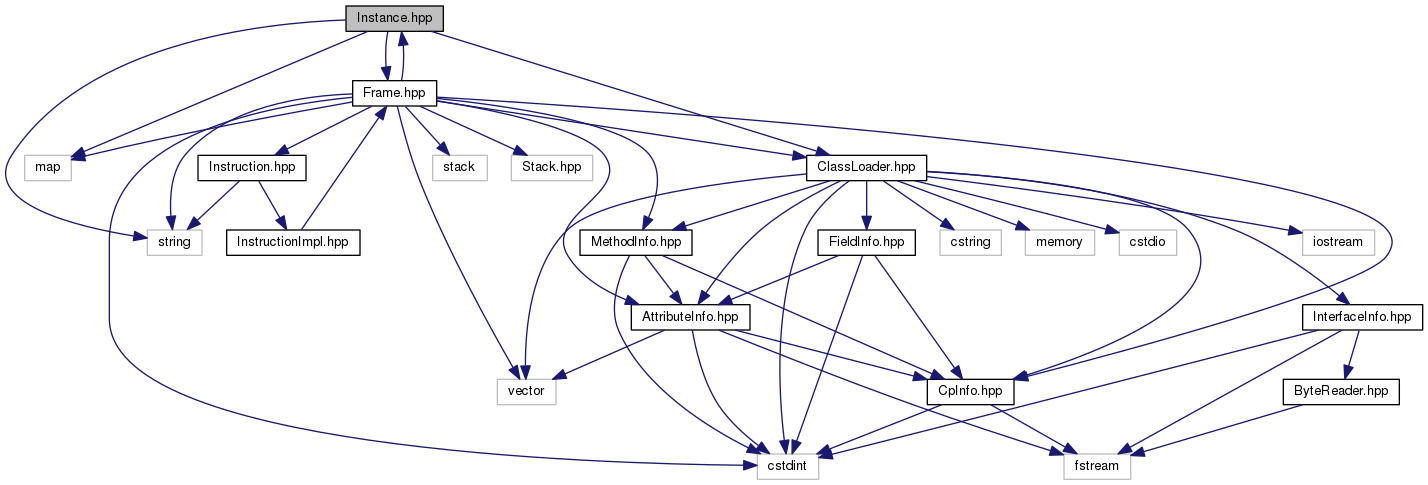 Instance.hpp
Frame.hpp
map
Instruction.hpp
stack
Stack.hpp
ClassLoader.hpp
string
InstructionImpl.hpp
MethodInfo.hpp
FieldInfo.hpp
cstring
memory
cstdio
iostream
AttributeInfo.hpp
InterfaceInfo.hpp
vector
CpInfo.hpp
ByteReader.hpp
cstdint
fstream